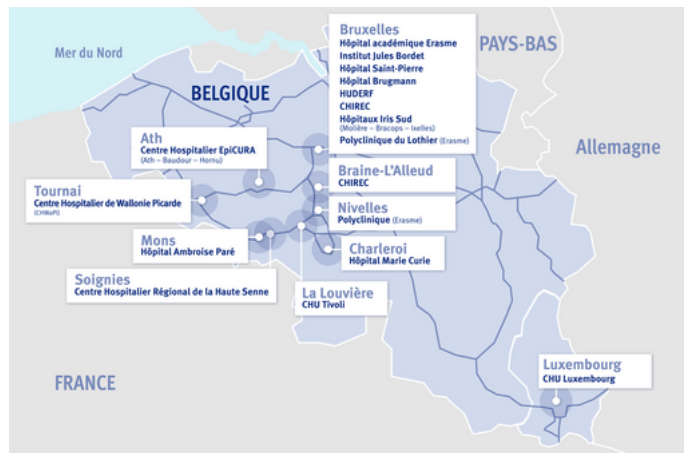 Mer du Nord
BELGIQUE
PAYS-BAS
Allemagne
FRANCE
Bruxelles
Hôpital académique Erasme
Institut Jules Bordet
Hôpital Saint-Pierre
Hôpital Brugmann
HUDERF
CHIREC
Hôpitaux Iris Sud
(Molière – Bracops – Ixelles)
Polyclinique du Lothier (Erasme)
Ath
Centre Hospitalier EpiCURA
(Ath – Baudour – Hornu)
Braine-L'Alleud
CHIREC
Tournai
Centre Hospitalier de Wallonie Picarde
(CHWaPi)
Nivelles
Polyclinique (Erasme)
Mons
Hôpital Ambroise Paré
Charleroi
Hôpital Marie Curie
Soignies
Centre Hospitalier Régional de la Haute Senne
La Louvière
CHU Tivoli
Luxembourg
CHU Luxembourg